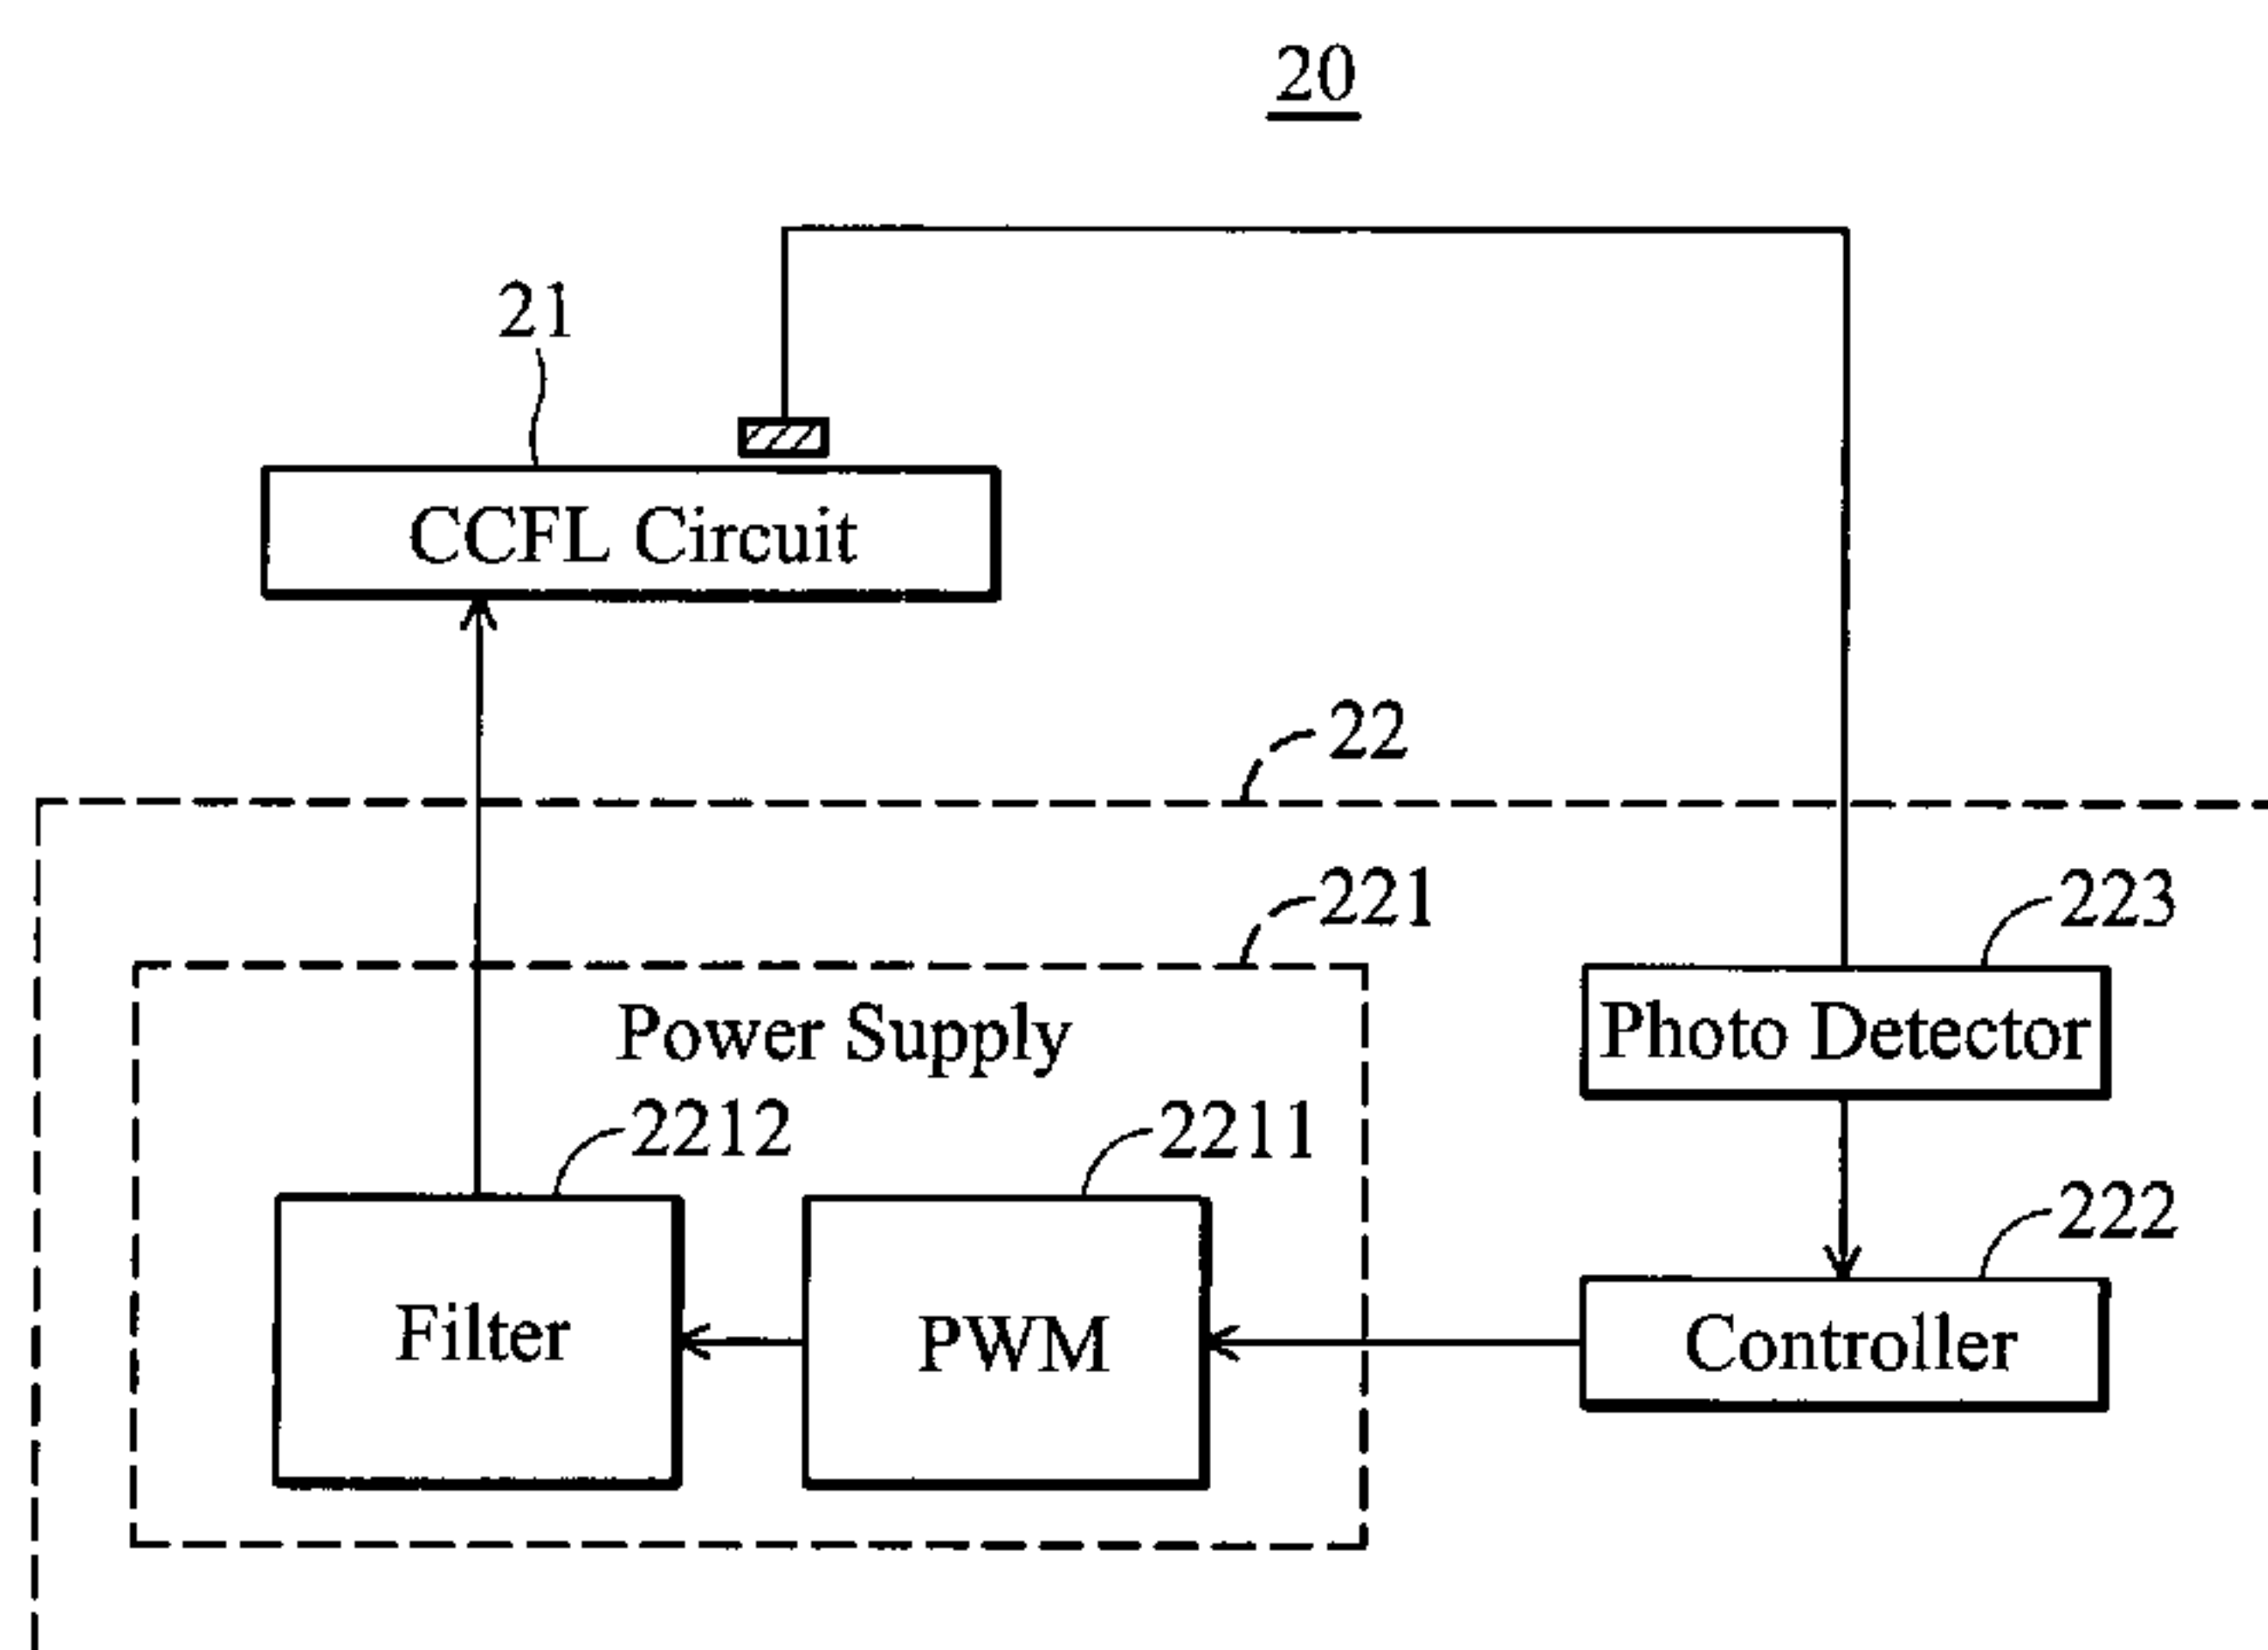 20
21
CCFL Circuit
22
221
223
Power Supply
Photo Detector
2212
2211
222
Filter
PWM
Controller